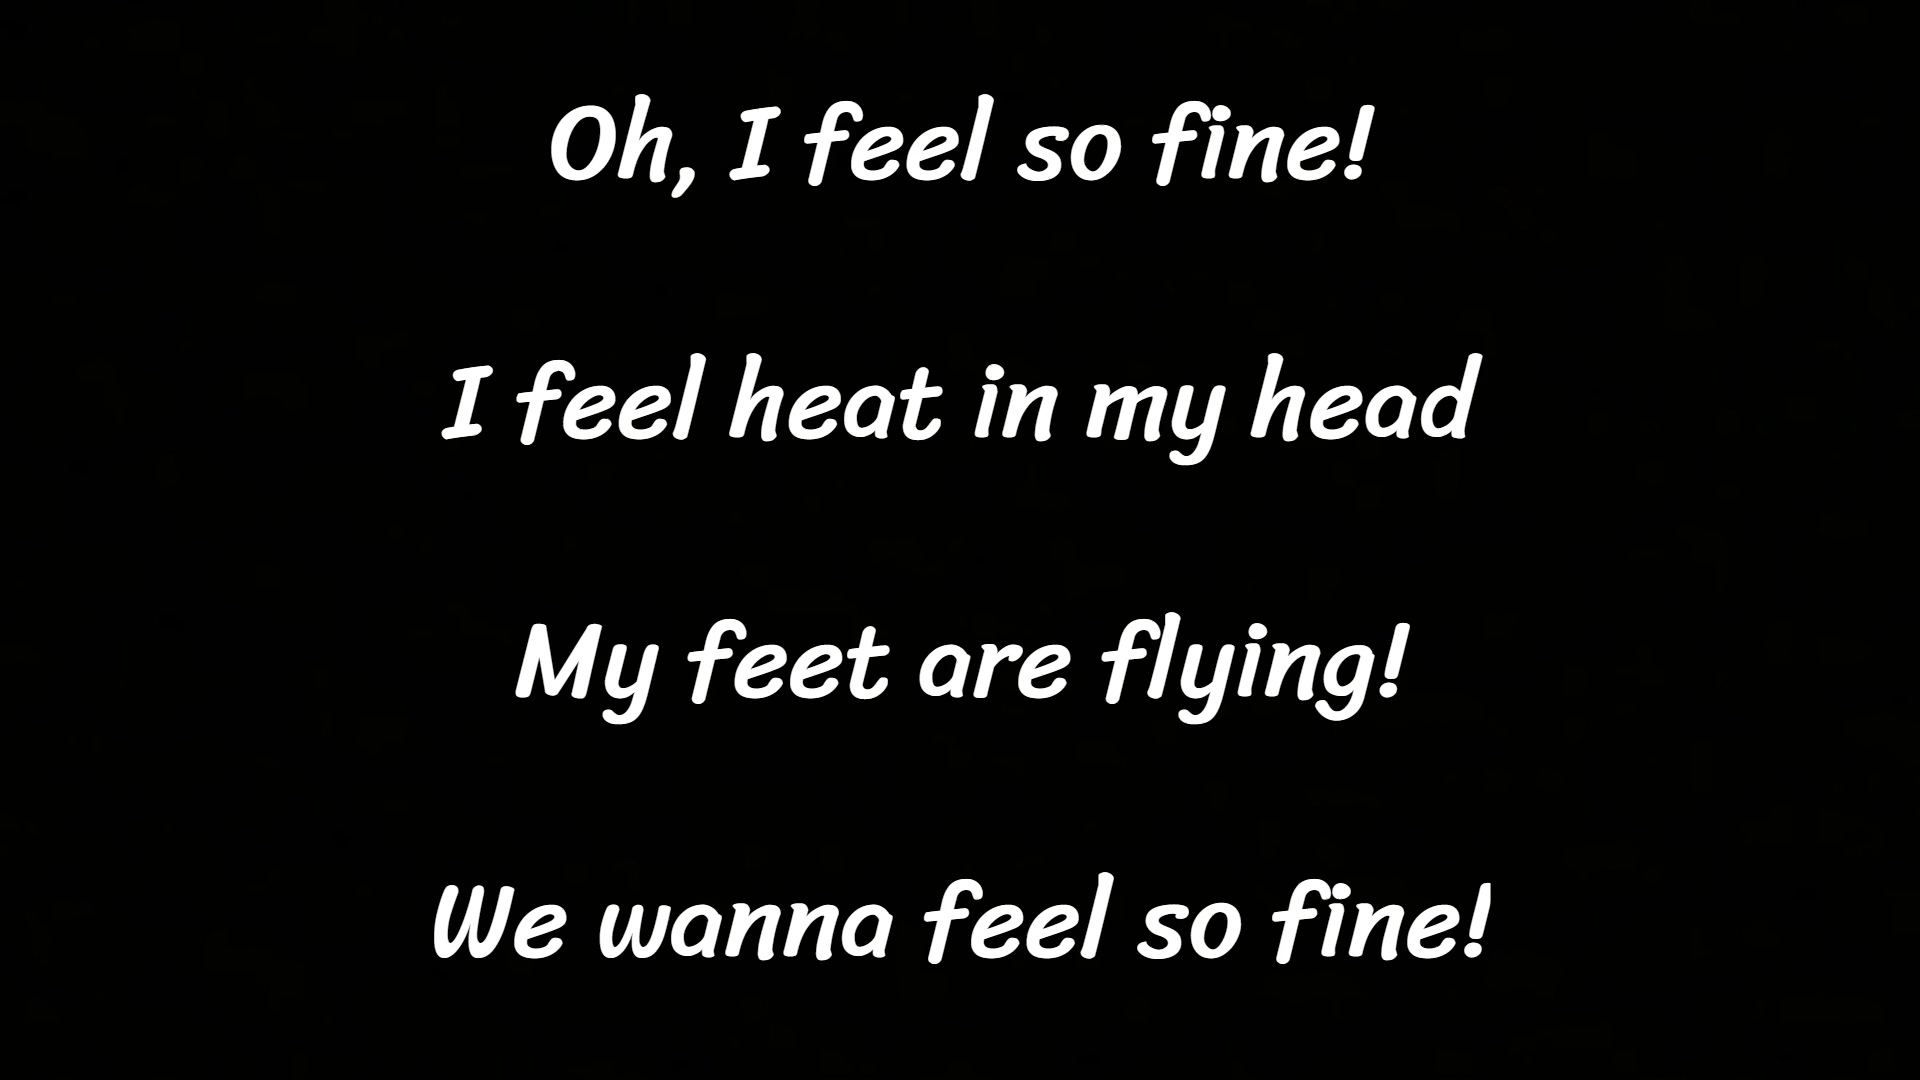 Oh, I feel so fine!
I feel heat in my head
My feet are flying!
We wanna feel so fine!